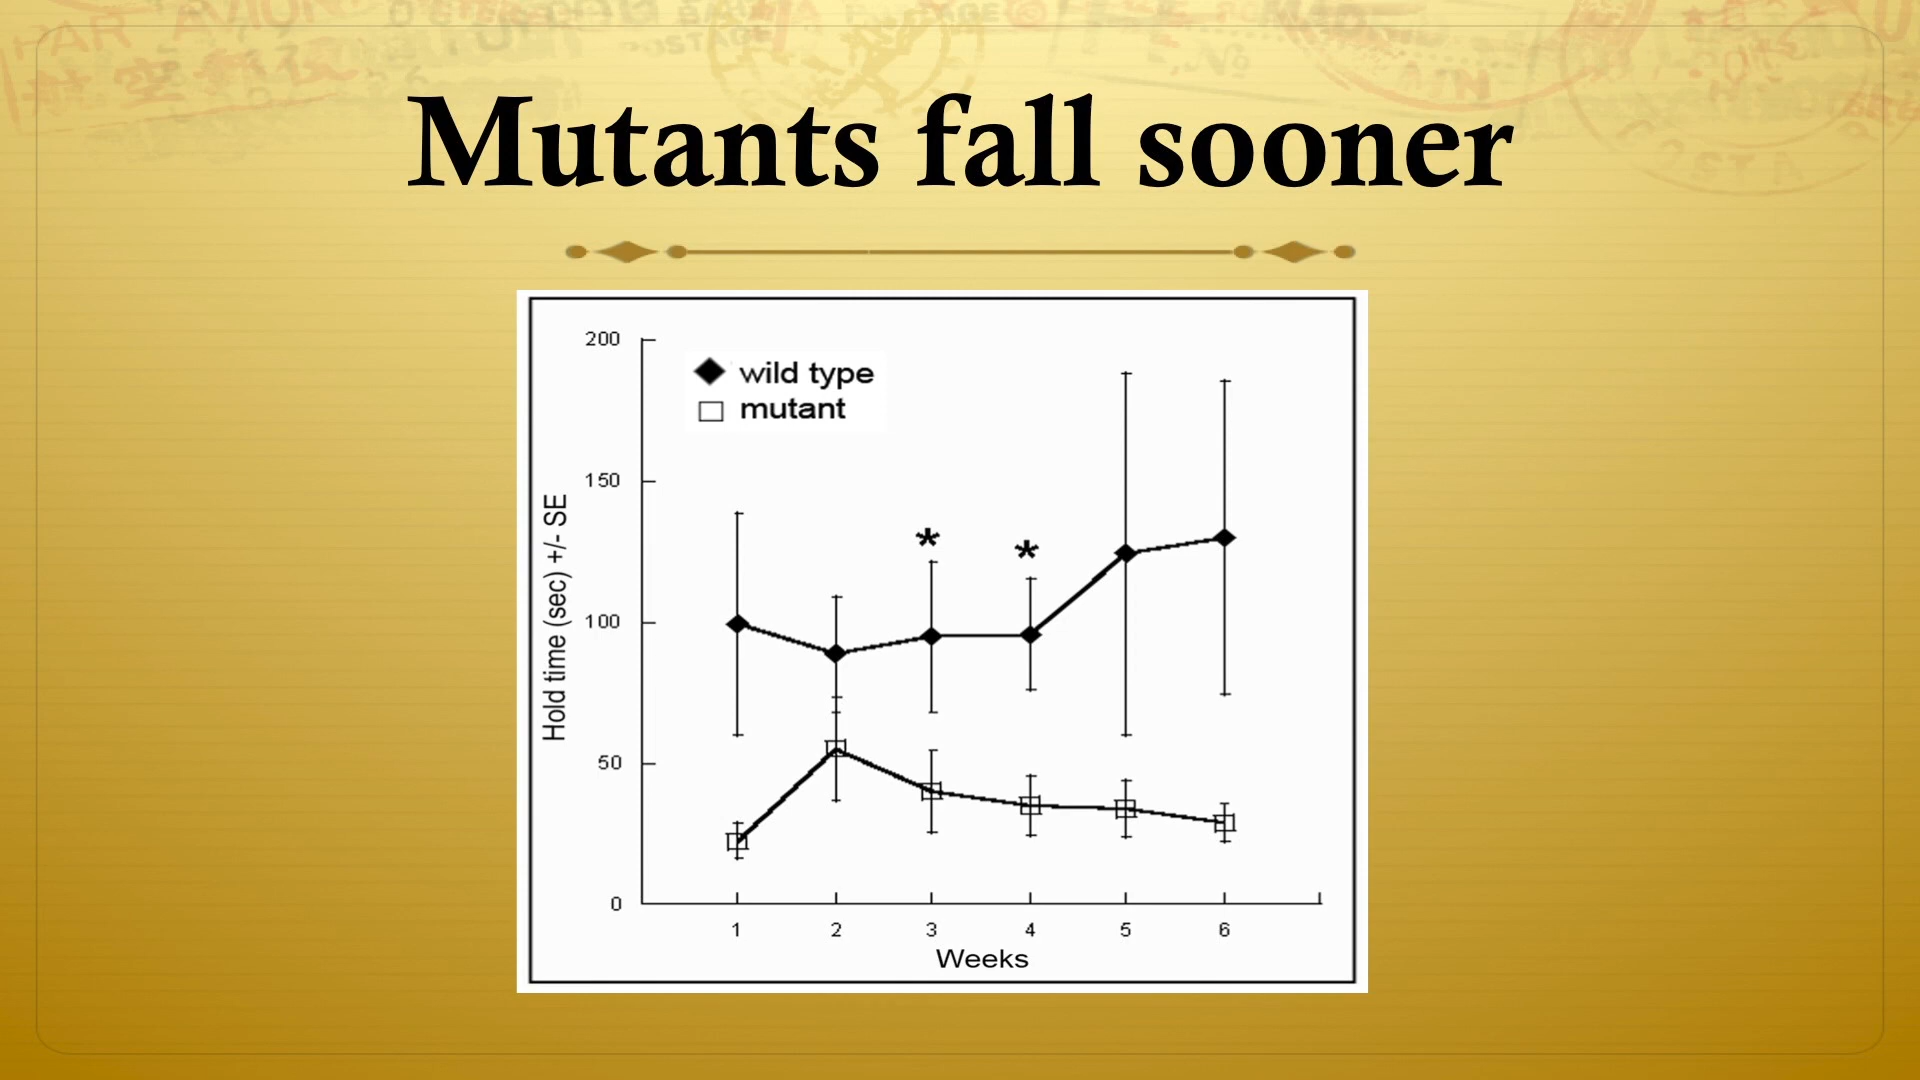 Mutants fall sooner
200
wild type
mutant
150
*
*
100
50
0
Hold time (sec) +/- SE
1 2 3 4 5 6
Weeks